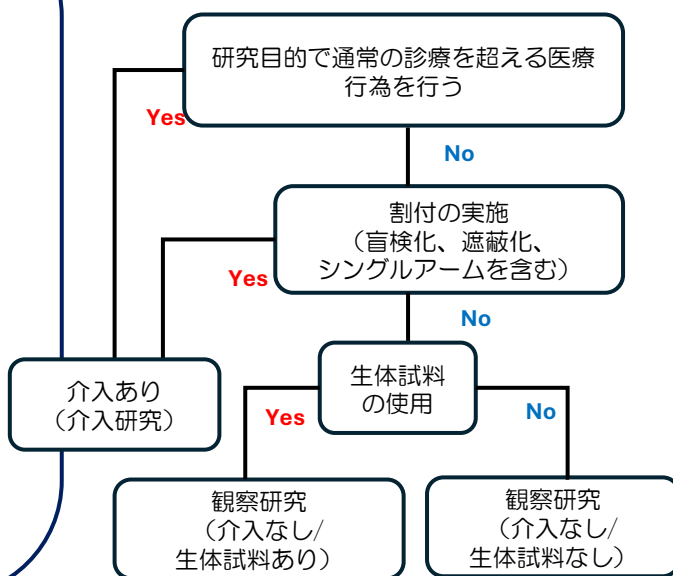 研究目的で通常の診療を超える医療
行為を行う
Yes
No
割付の実施
（盲検化、遮蔽化、
シングルアームを含む）
Yes
No
生体試料
の使用
介入あり
（介入研究）
Yes
No
観察研究
（介入なし/
生体試料あり）
観察研究
（介入なし/
生体試料なし）